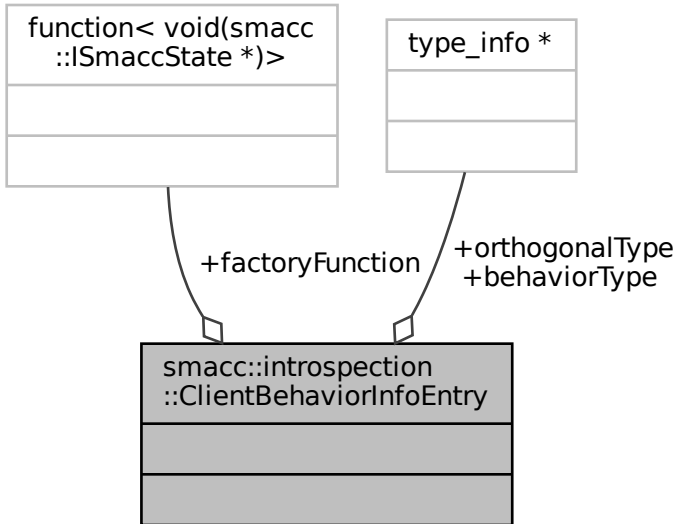 function< void(smacc
::ISmaccState *)>
type_info *
+factoryFunction
+orthogonalType
+behaviorType
smacc::introspection
::ClientBehaviorInfoEntry